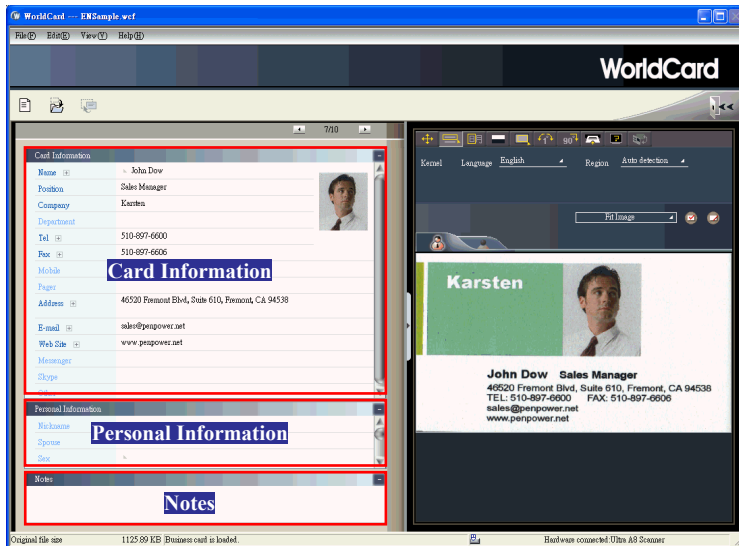 WorldCard --- ENSample.wcf
File(F) Edit(E) View(V) Help(H)
WorldCard
7/10
Card Information
Name John Dow
Position Sales Manager
Company Karsten
Department
Tel 510-897-6600
Fax 510-897-6606
Mobile
Card Information
Pager
Address 46520 Fremont Blvd, Suite 610, Fremont, CA 94538
E-mail sales@penpower.net
Web Site www.penpower.net
Messenger
Skype
Personal Information
Nickname
Personal Information
Spouse
Sex
Notes
Notes
Kernel Language English Region Auto detection
Fit Image
Karsten
John Dow Sales Manager
46520 Fremont Blvd, Suite 610, Fremont, CA 94538
TEL: 510-897-6600 FAX: 510-897-6606
sales@penpower.net
www.penpower.net
Original file size 1125.89 KB Business card is loaded. Hardware connected:Ultra A8 Scanner